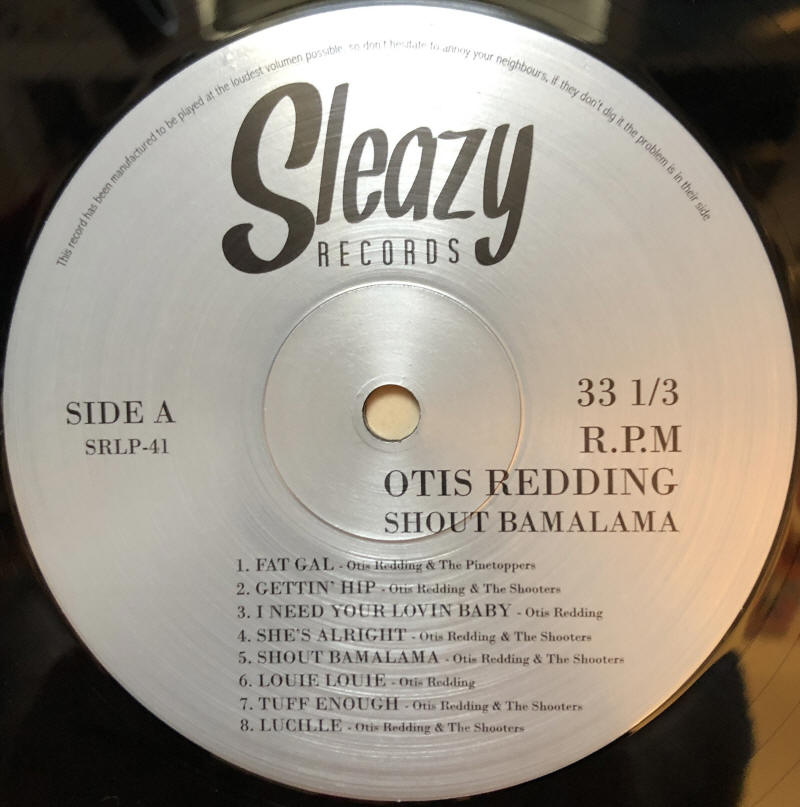 This record has been manufactured to be played at the loudest volumen possible, so don't hesitate to annoy your neighbours, if they don't dig it the problem is in their side
Sleazy
RECORDS
SIDE A
SRLP-41
33 1/3
R.P.M
OTIS REDDING
SHOUT BAMALAMA
1. FAT GAL - Otis Redding & The Pinetoppers
2. GETTIN' HIP - Otis Redding & The Shooters
3. I NEED YOUR LOVIN BABY - Otis Redding
4. SHE'S ALRIGHT - Otis Redding & The Shooters
5. SHOUT BAMALAMA - Otis Redding & The Shooters
6. LOUIE LOUIE - Otis Redding
7. TUFF ENOUGH - Otis Redding & The Shooters
8. LUCILLE - Otis Redding & The Shooters